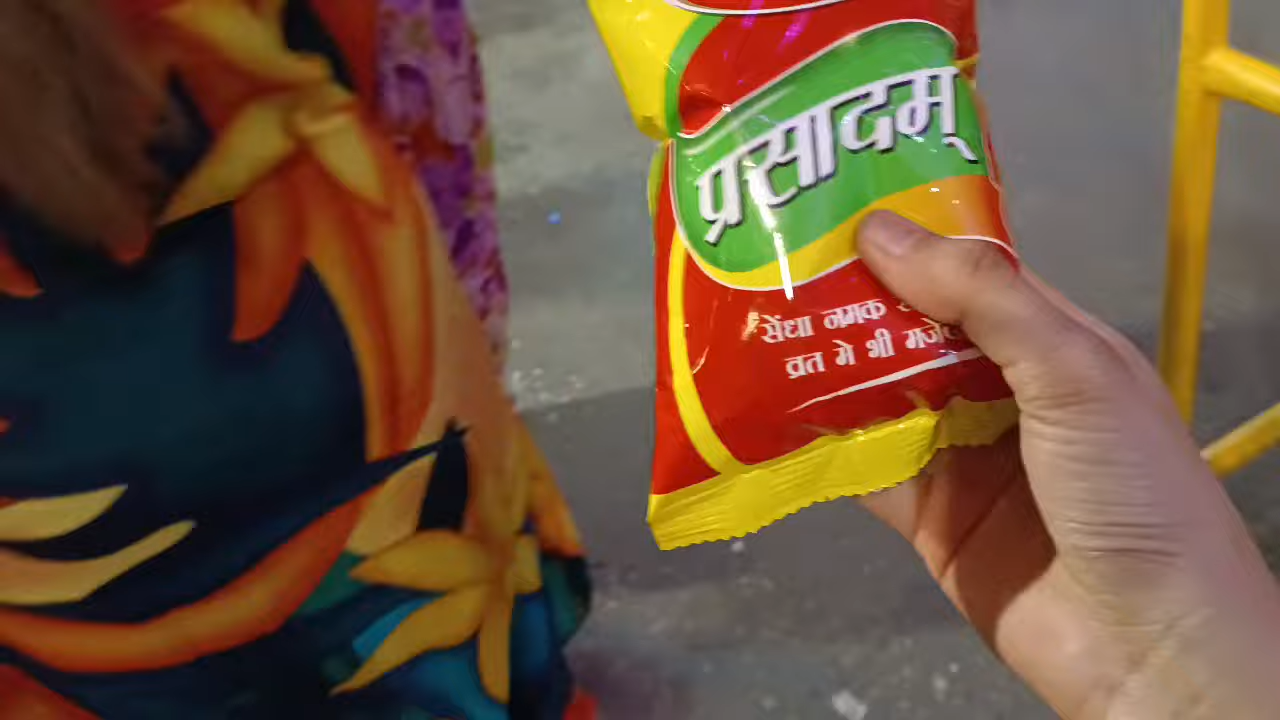 प्रसादम्
सेंधा नमक
व्रत मे भी